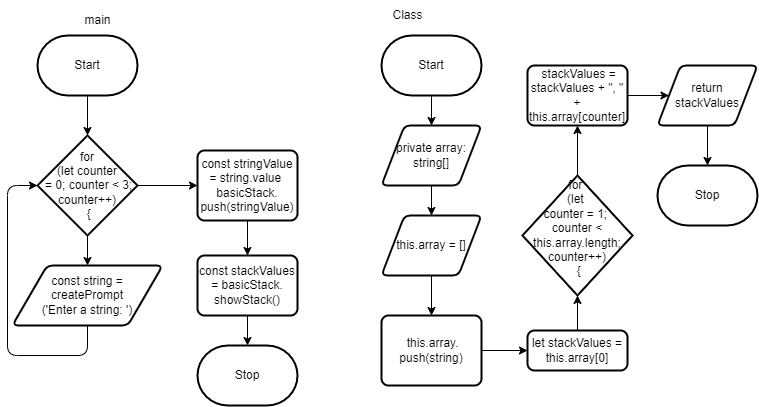 main
Start
for
(let counter
= 0; counter < 3;
counter++)
{
const string =
createPrompt
('Enter a string: ')
const stringValue
= string.value
basicStack.
push(stringValue)
const stackValues
= basicStack.
showStack()
Stop
Class
Start
private array:
string[]
this.array = []
this.array.
push(string)
let stackValues =
this.array[0]
for
(let
counter = 1;
counter <
this.array.length;
counter++)
{
stackValues =
stackValues + ", "
+
this.array[counter]
return
stackValues
Stop